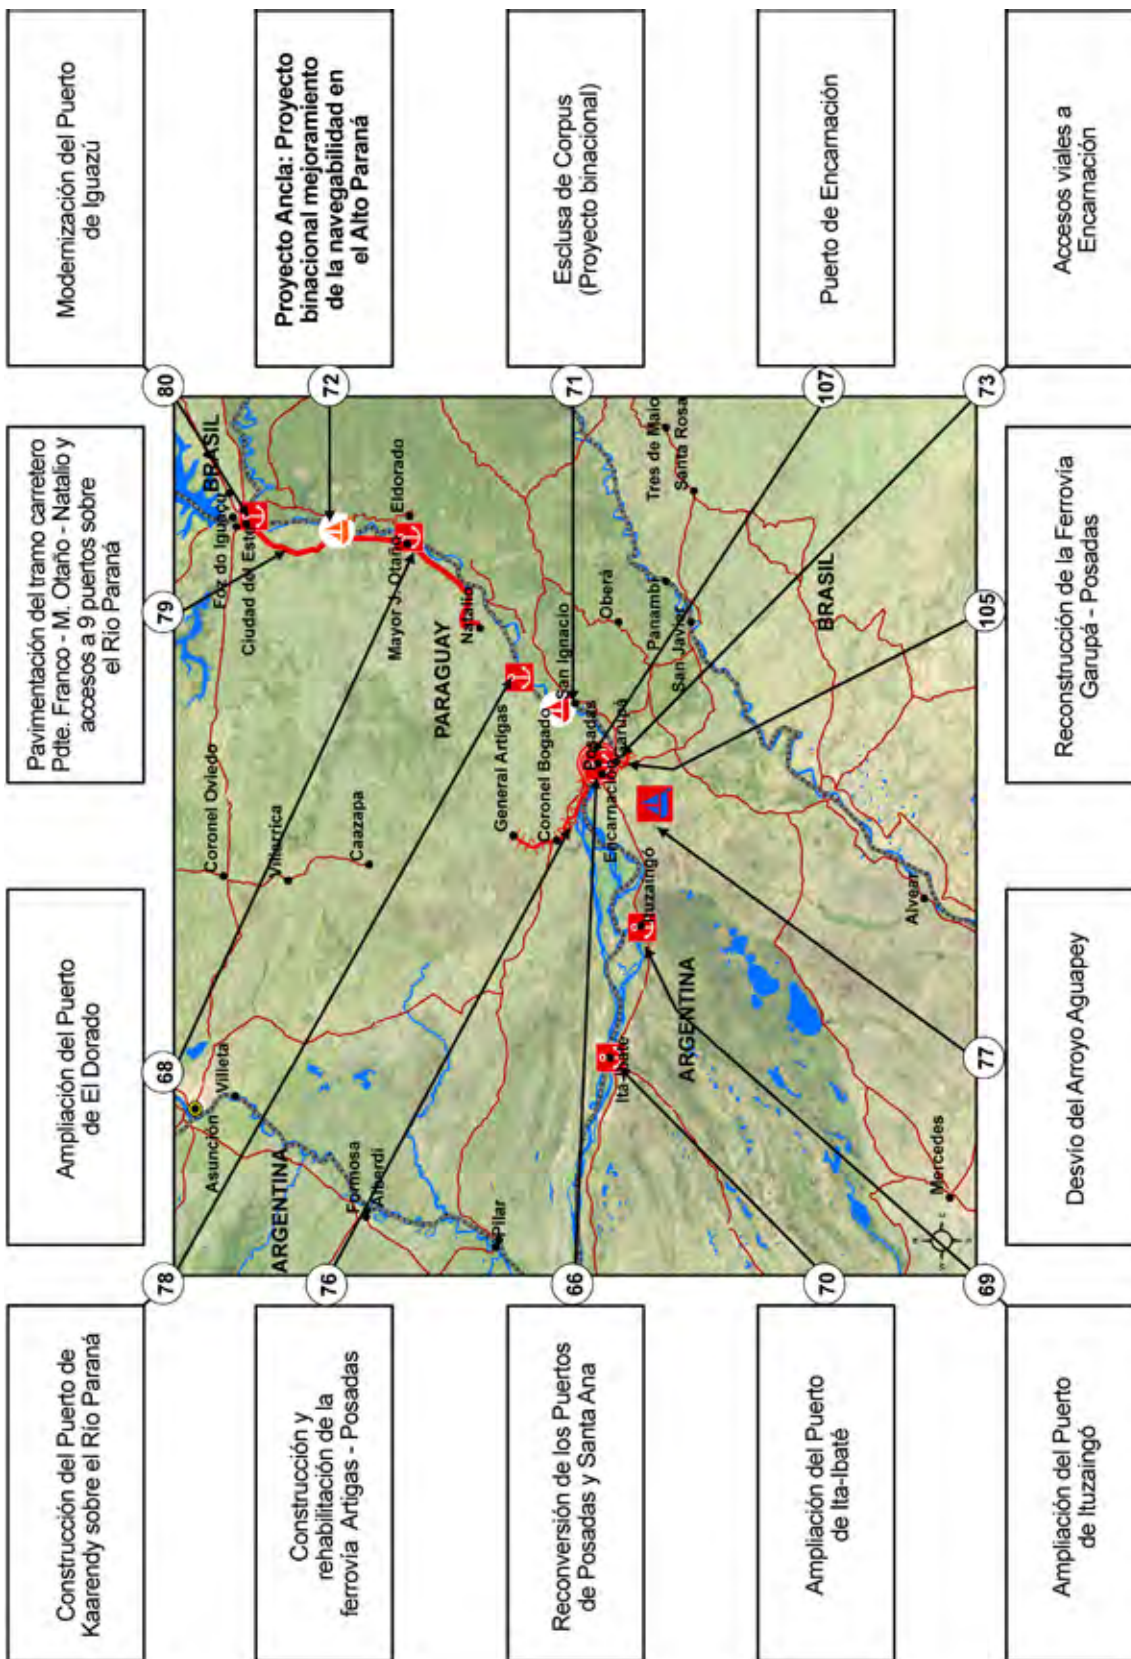 Construcción del Puerto de
Kaarendy sobre el Río Paraná
Ampliación del Puerto
de El Dorado
Pavimentación del tramo carretero
Pdte. Franco - M. Otaño - Natalio y
accesos a 9 puertos sobre
el Río Paraná
Modernización del Puerto
de Iguazú
78
68
79
80
Construcción y
rehabilitación de la
ferrovía Artigas - Posadas
76
Proyecto Ancla: Proyecto
binacional mejoramiento
de la navegabilidad en
el Alto Paraná
72
Reconversión de los Puertos
de Posadas y Santa Ana
66
Esclusa de Corpus
(Proyecto binacional)
71
Ampliación del Puerto
de Ita-Ibaté
70
Puerto de Encarnación
107
Ampliación del Puerto
de Ituzaingó
69
Desvío del Arroyo Aguapey
77
Reconstrucción de la Ferrovía
Garupá - Posadas
105
Accesos viales a
Encarnación
73
Asunción
Villeta
Coronel Oviedo
Foz do Iguaçu
BRASIL
Ciudad del Este
ARGENTINA
Villarrica
Formosa
Alberdi
Caazapa
Mayor J. Otaño
Eldorado
PARAGUAY
Natalio
Pilar
General Artigas
Coronel Bogado
San Ignacio
Posadas
Encarnación
Garupá
Oberá
Ita-Ibaté
Ituzaingó
Panambí
Tres de Maio
San Javier
Santa Rosa
ARGENTINA
BRASIL
Alvear
Mercedes